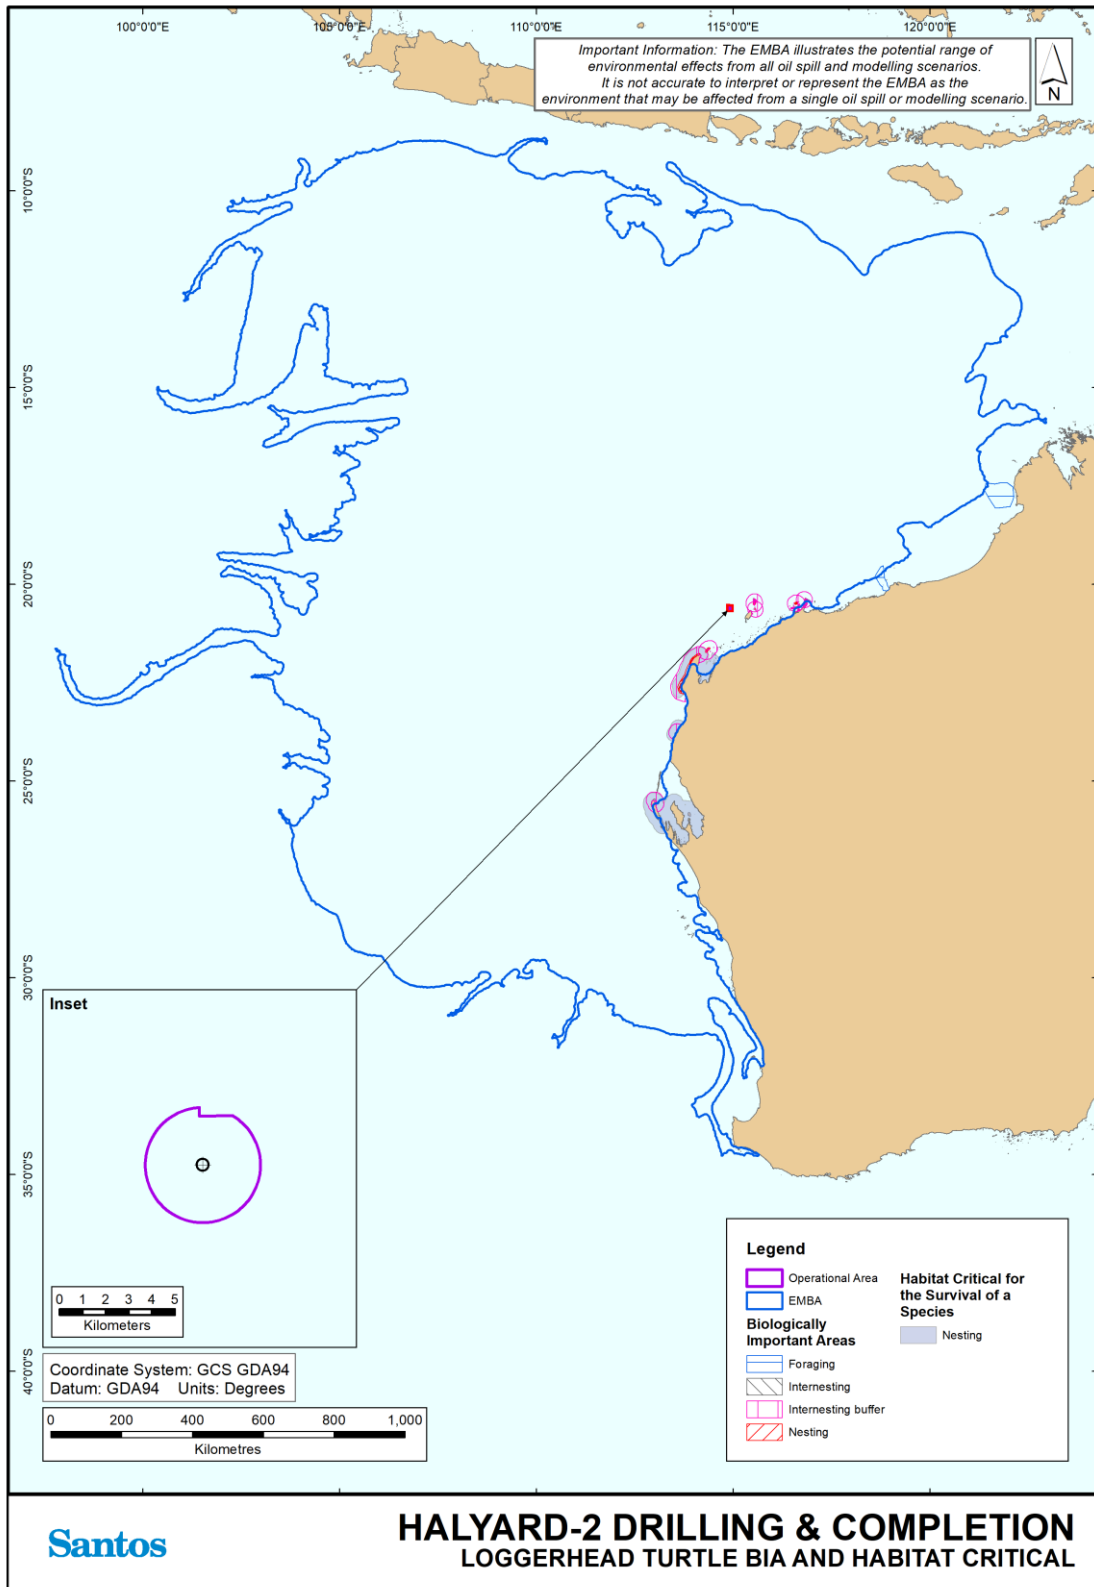 100°0'0"E 105°0'0"E 110°0'0"E 115°0'0"E 120°0'0"E
Important Information: The EMBA illustrates the potential range of
environmental effects from all oil spill and modelling scenarios.
It is not accurate to interpret or represent the EMBA as the
environment that may be affected from a single oil spill or modelling scenario.
N
10°0'0"S
15°0'0"S
20°0'0"S
25°0'0"S
30°0'0"S
35°0'0"S
40°0'0"S
Inset
0 1 2 3 4 5
Kilometers
Coordinate System: GCS GDA94
Datum: GDA94 Units: Degrees
0 200 400 600 800 1,000
Kilometres
Legend
Operational Area
EMBA
Biologically
Important Areas
Foraging
Internesting
Internesting buffer
Nesting
Habitat Critical for
the Survival of a
Species
Nesting
Santos
HALYARD-2 DRILLING & COMPLETION
LOGGERHEAD TURTLE BIA AND HABITAT CRITICAL